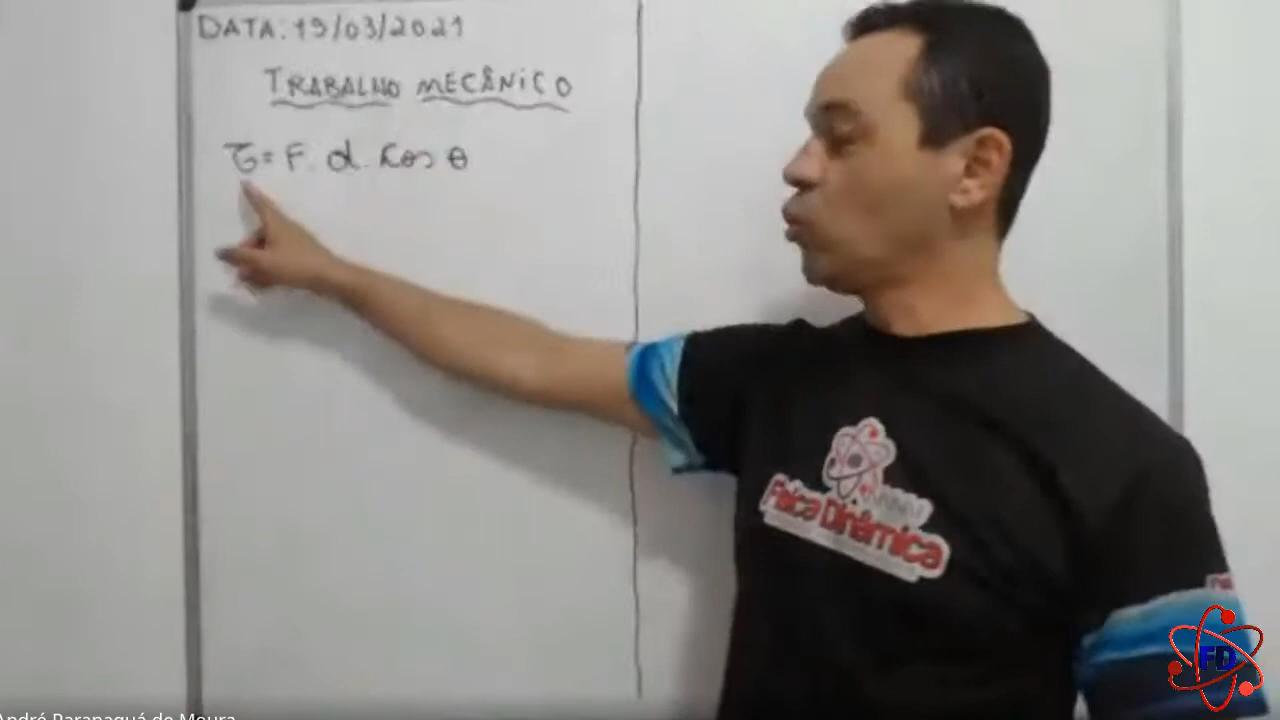 DATA: 19/03/2021
TRABALHO MECÂNICO
τ = F. d. cos θ
Física Dinâmica
FD
André Paranaguá de Moura